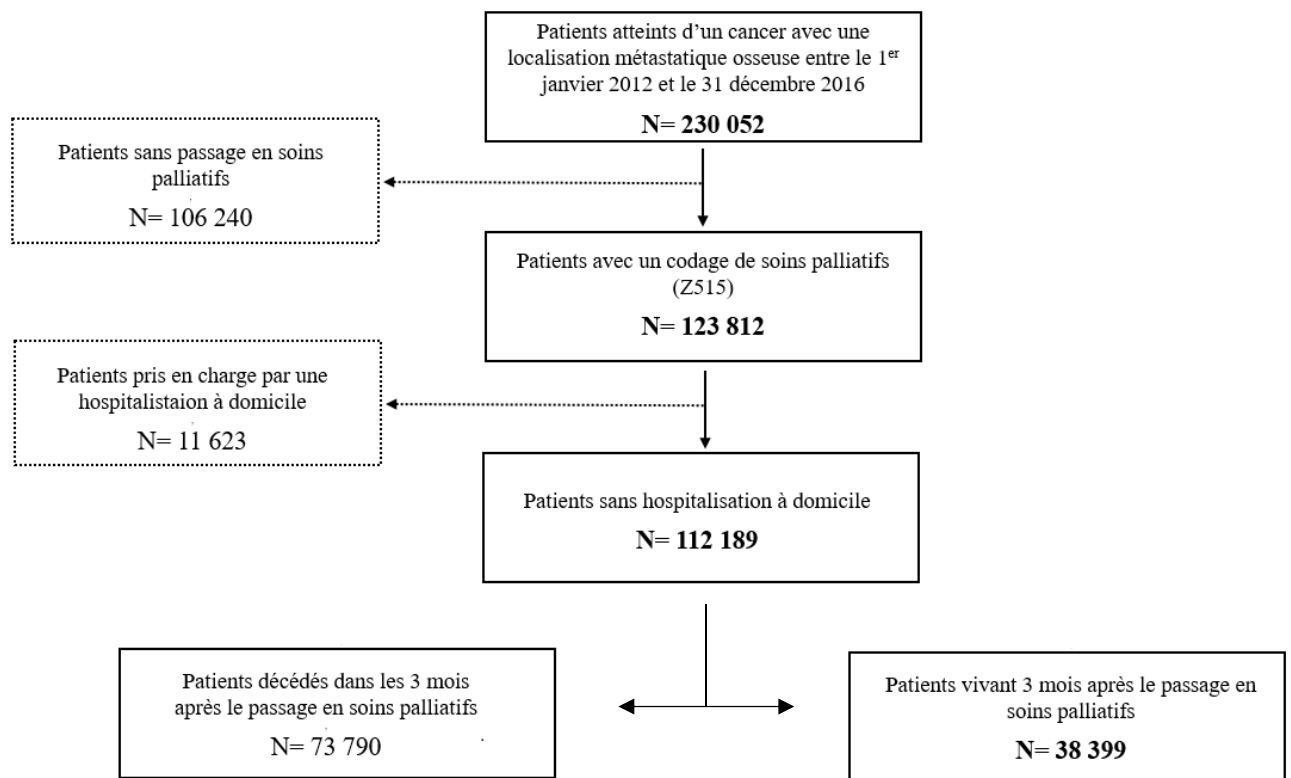 Patients atteints d’un cancer avec une
localisation métastatique osseuse entre le 1er
janvier 2012 et le 31 décembre 2016
N= 230 052
Patients sans passage en soins
palliatifs
N= 106 240
Patients avec un codage de soins palliatifs
(Z515)
N= 123 812
Patients pris en charge par une
hospitalistaion à domicile
N= 11 623
Patients sans hospitalisation à domicile
N= 112 189
Patients décédés dans les 3 mois
après le passage en soins palliatifs
N= 73 790
Patients vivant 3 mois après le passage en
soins palliatifs
N= 38 399